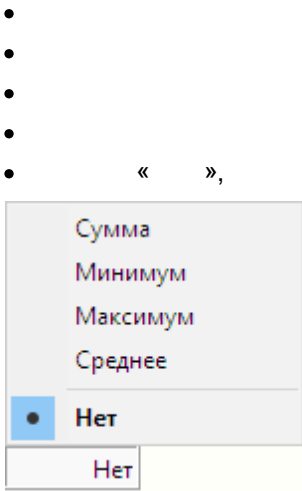 •
•
•
•
• « »,
Сумма
Минимум
Максимум
Среднее
• Нет
Нет